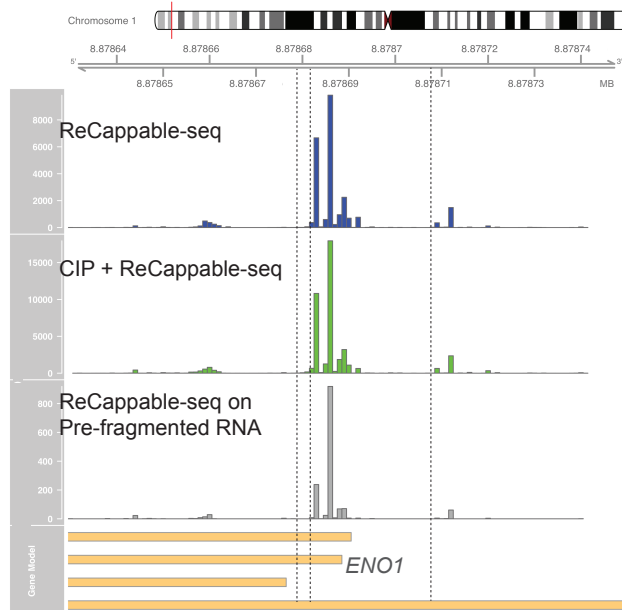 Chromosome 1
8.87864 8.87866 8.87868 8.8787 8.87872 8.87874
5' 3'
8.87865 8.87867 8.87869 8.87871 8.87873 MB
ReCappable-seq
8000
6000
4000
2000
0
CIP + ReCappable-seq
15000
10000
5000
0
ReCappable-seq on
Pre-fragmented RNA
800
600
400
200
0
Gene Model
ENO1